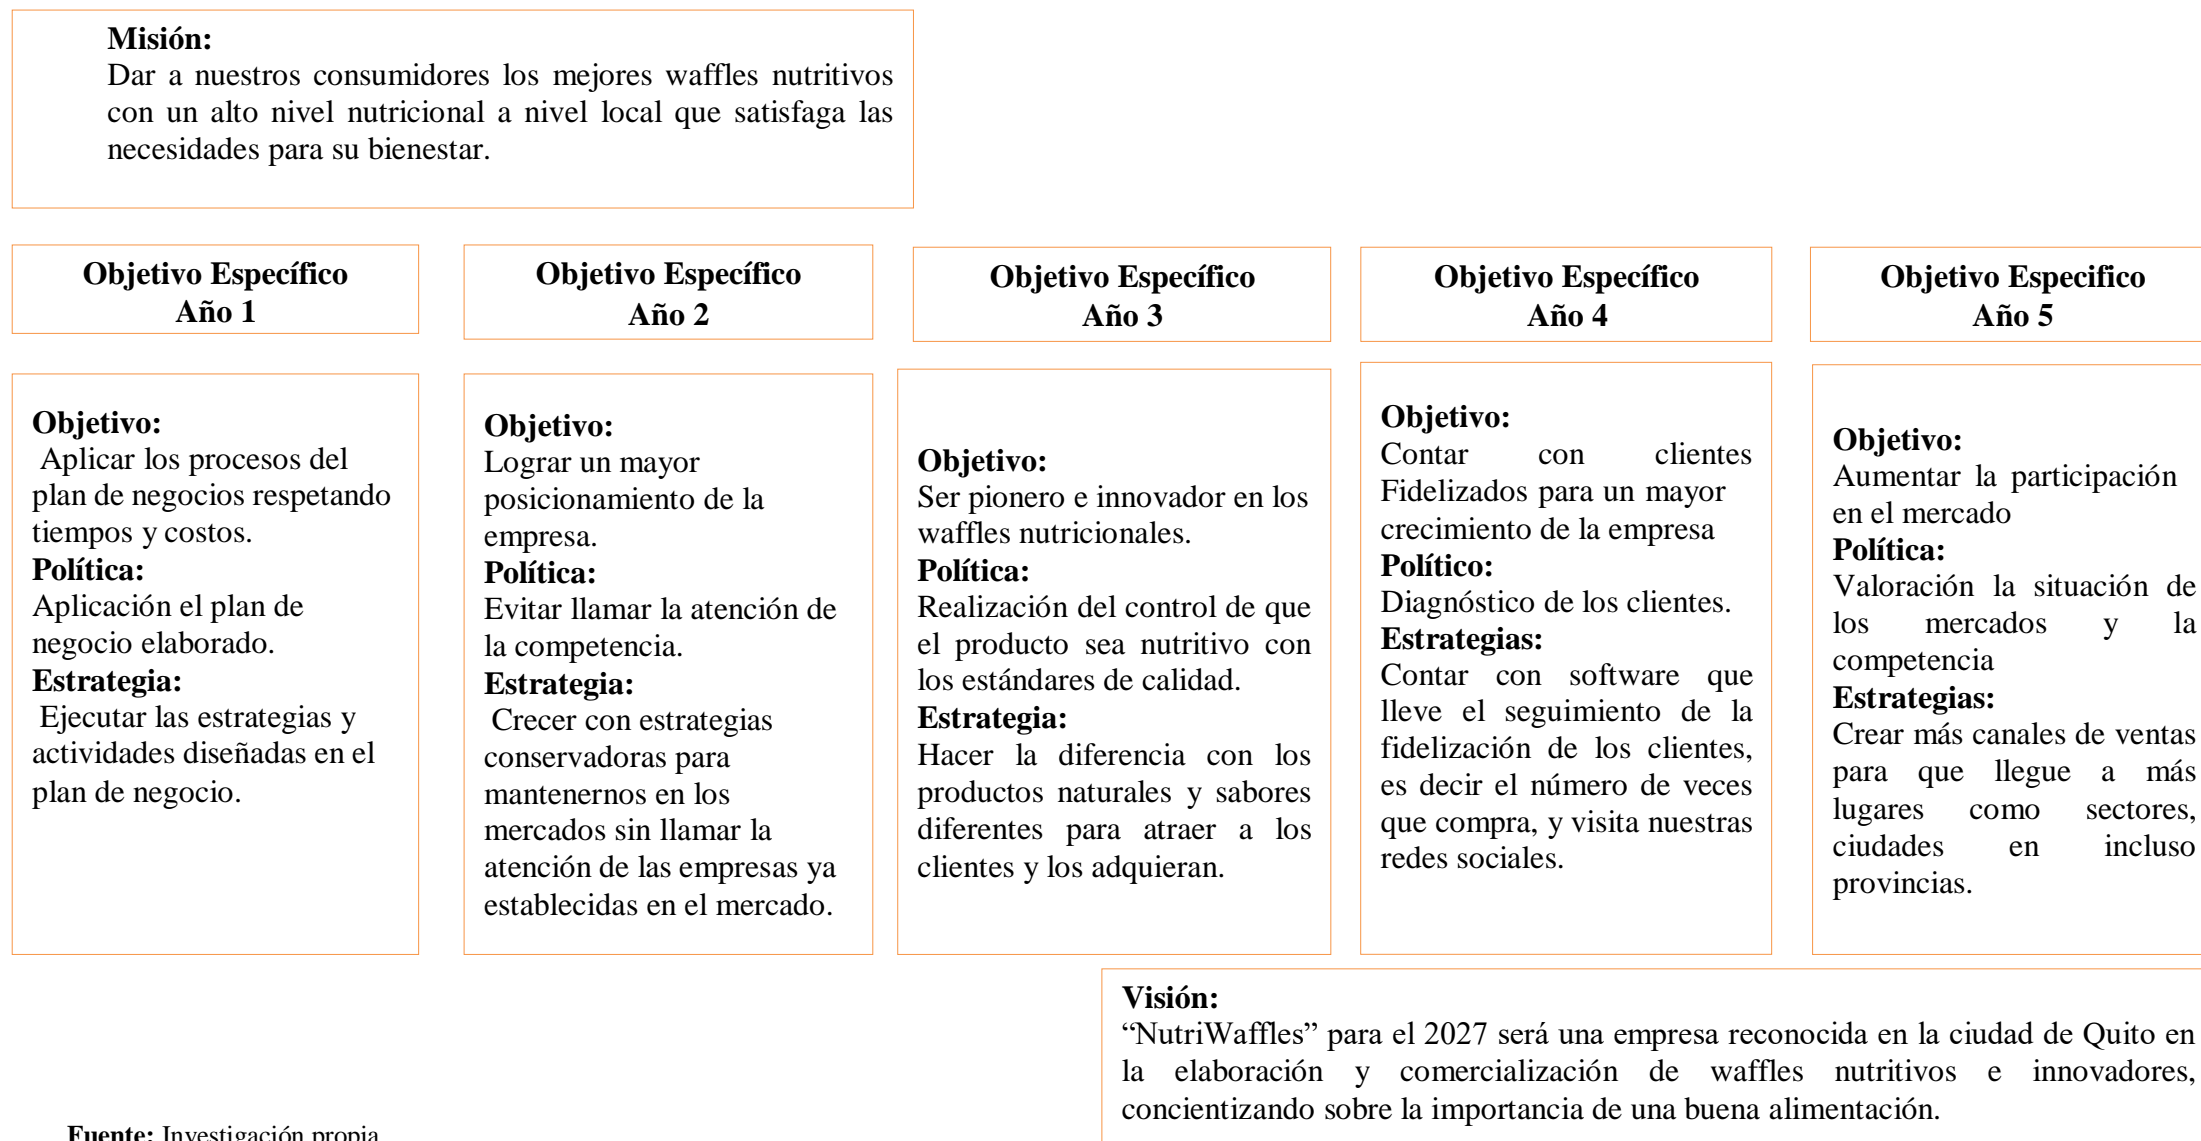 Misión:
Dar a nuestros consumidores los mejores waffles nutritivos
con un alto nivel nutricional a nivel local que satisfaga las
necesidades para su bienestar.
Objetivo Específico
Año 1
Objetivo Específico
Año 2
Objetivo Específico
Año 3
Objetivo Específico
Año 4
Objetivo Especifico
Año 5
Objetivo:
Aplicar los procesos del
plan de negocios respetando
tiempos y costos.
Política:
Aplicación el plan de
negocio elaborado.
Estrategia:
Ejecutar las estrategias y
actividades diseñadas en el
plan de negocio.
Objetivo:
Lograr un mayor
posicionamiento de la
empresa.
Política:
Evitar llamar la atención de
la competencia.
Estrategia:
Crecer con estrategias
conservadoras para
mantenernos en los
mercados sin llamar la
atención de las empresas ya
establecidas en el mercado.
Objetivo:
Ser pionero e innovador en los
waffles nutricionales.
Política:
Realización del control de que
el producto sea nutritivo con
los estándares de calidad.
Estrategia:
Hacer la diferencia con los
productos naturales y sabores
diferentes para atraer a los
clientes y los adquieran.
Objetivo:
Contar con clientes
Fidelizados para un mayor
crecimiento de la empresa
Político:
Diagnóstico de los clientes.
Estrategias:
Contar con software que
lleve el seguimiento de la
fidelización de los clientes,
es decir el número de veces
que compra, y visita nuestras
redes sociales.
Objetivo:
Aumentar la participación
en el mercado
Política:
Valoración la situación de
los mercados y la
competencia
Estrategias:
Crear más canales de ventas
para que llegue a más
lugares como sectores,
ciudades en incluso
provincias.
Visión:
“NutriWaffles” para el 2027 será una empresa reconocida en la ciudad de Quito en
la elaboración y comercialización de waffles nutritivos e innovadores,
concientizando sobre la importancia de una buena alimentación.
Fuente: Investigación propia